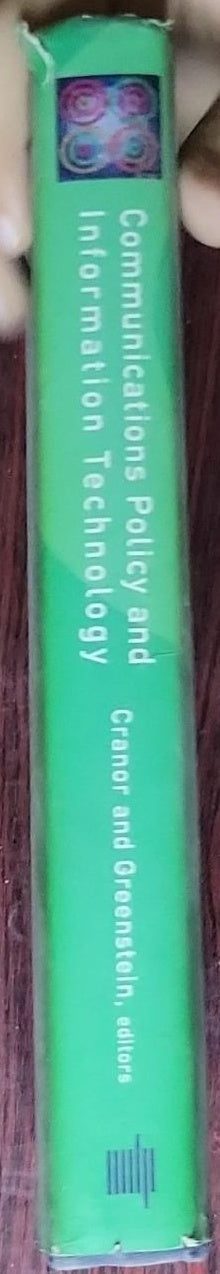 Communications Policy and
Information Technology
Cranor and Greenstein, editors